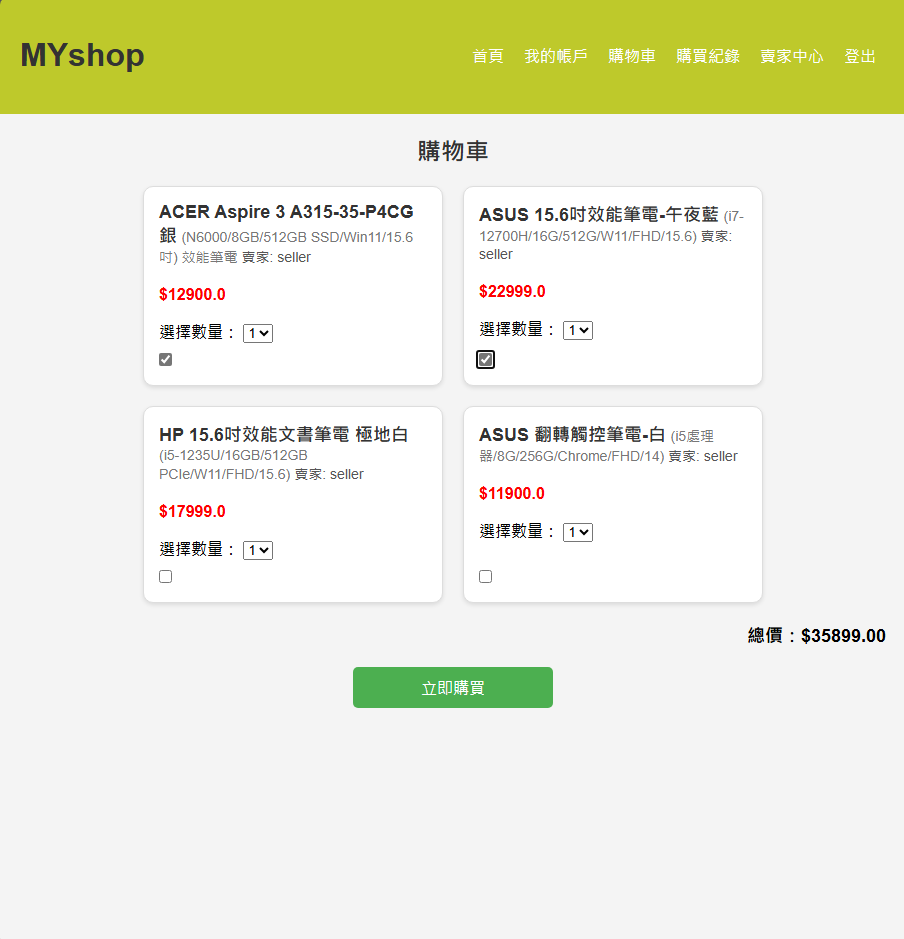 MYshop
首頁 我的帳戶 購物車 購買紀錄 賣家中心 登出
購物車
ACER Aspire 3 A315-35-P4CG
銀 (N6000/8GB/512GB SSD/Win11/15.6
吋) 效能筆電 賣家: seller
$12900.0
選擇數量： 1
ASUS 15.6吋效能筆電-午夜藍 (i7-
12700H/16G/512G/W11/FHD/15.6) 賣家:
seller
$22999.0
選擇數量： 1
HP 15.6吋效能文書筆電 極地白
(i5-1235U/16GB/512GB
PCIe/W11/FHD/15.6) 賣家: seller
$17999.0
選擇數量： 1
ASUS 翻轉觸控筆電-白 (i5處理
器/8G/256G/Chrome/FHD/14) 賣家: seller
$11900.0
選擇數量： 1
總價：$35899.00
立即購買